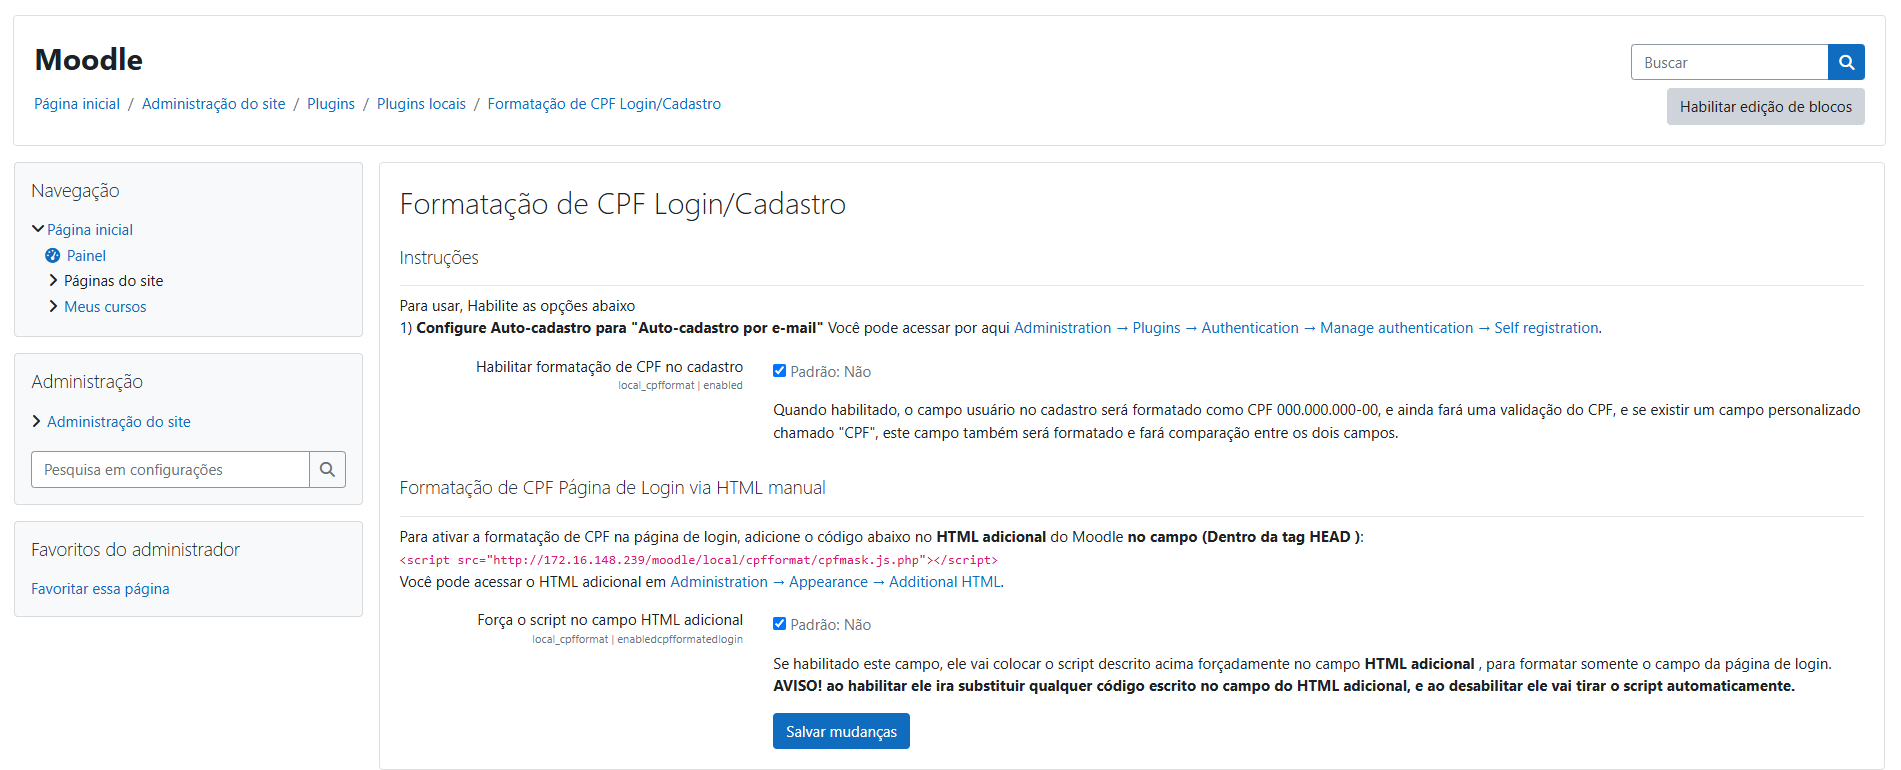 Moodle
Buscar
Página inicial / Administração do site / Plugins / Plugins locais / Formatação de CPF Login/Cadastro
Habilitar edição de blocos
Navegação
Página inicial
Painel
Páginas do site
Meus cursos
Administração
Administração do site
Pesquisa em configurações
Favoritos do administrador
Favoritar essa página
Formatação de CPF Login/Cadastro
Instruções
Para usar, Habilite as opções abaixo
1) Configure Auto-cadastro para "Auto-cadastro por e-mail" Você pode acessar por aqui Administration → Plugins → Authentication → Manage authentication → Self registration.
Habilitar formatação de CPF no cadastro
local_cpfformat | enabled
Padrão: Não
Quando habilitado, o campo usuário no cadastro será formatado como CPF 000.000.000-00, e ainda fará uma validação do CPF, e se existir um campo personalizado
chamado "CPF", este campo também será formatado e fará comparação entre os dois campos.
Formatação de CPF Página de Login via HTML manual
Para ativar a formatação de CPF na página de login, adicione o código abaixo no HTML adicional do Moodle no campo (Dentro da tag HEAD ):
<script src="http://172.16.148.239/moodle/local/cpfformat/cpfmask.js.php"></script>
Você pode acessar o HTML adicional em Administration → Appearance → Additional HTML.
Força o script no campo HTML adicional
local_cpfformat | enabledcpfformatedlogin
Padrão: Não
Se habilitado este campo, ele vai colocar o script descrito acima forçadamente no campo HTML adicional , para formatar somente o campo da página de login.
AVISO! ao habilitar ele ira substituir qualquer código escrito no campo do HTML adicional, e ao desabilitar ele vai tirar o script automaticamente.
Salvar mudanças